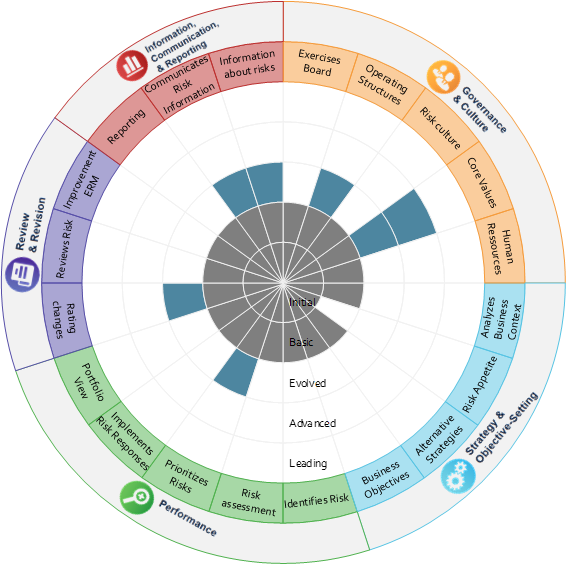 Information,
Communication,
& Reporting
Governance
& Culture
Strategy &
Objective-Setting
Performance
Review
& Revision
Exercises
Board
Operating
Structures
Risk culture
Core Values
Human
Ressources
Analyzes
Business
Context
Risk Appetite
Alternative
Strategies
Business
Objectives
Identifies Risk
Risk
assessment
Prioritizes
Risks
Implements
Risk Responses
Portfolio
View
Rating
changes
Reviews Risk
Improvement
ERM
Reporting
Communicates
Risk
Information
Information
about risks
Initial
Basic
Evolved
Advanced
Leading